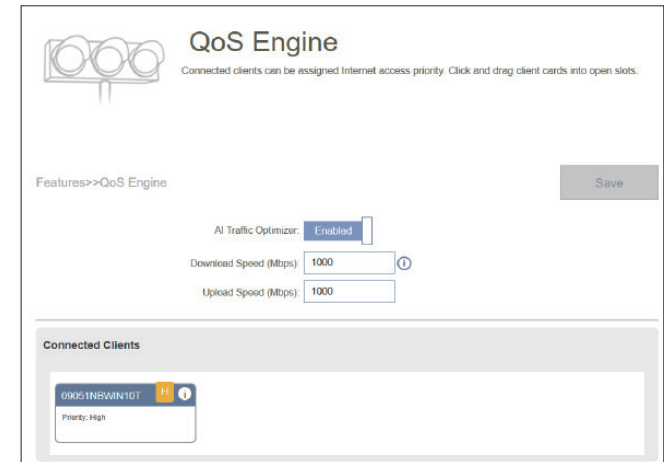 QoS Engine
Connected clients can be assigned Internet access priority. Click and drag client cards into open slots.
Features>>QoS Engine
Save
AI Traffic Optimizer: Enabled
Download Speed (Mbps): 1000 i
Upload Speed (Mbps): 1000
Connected Clients
09051NBWIN10T H i
Priority: High